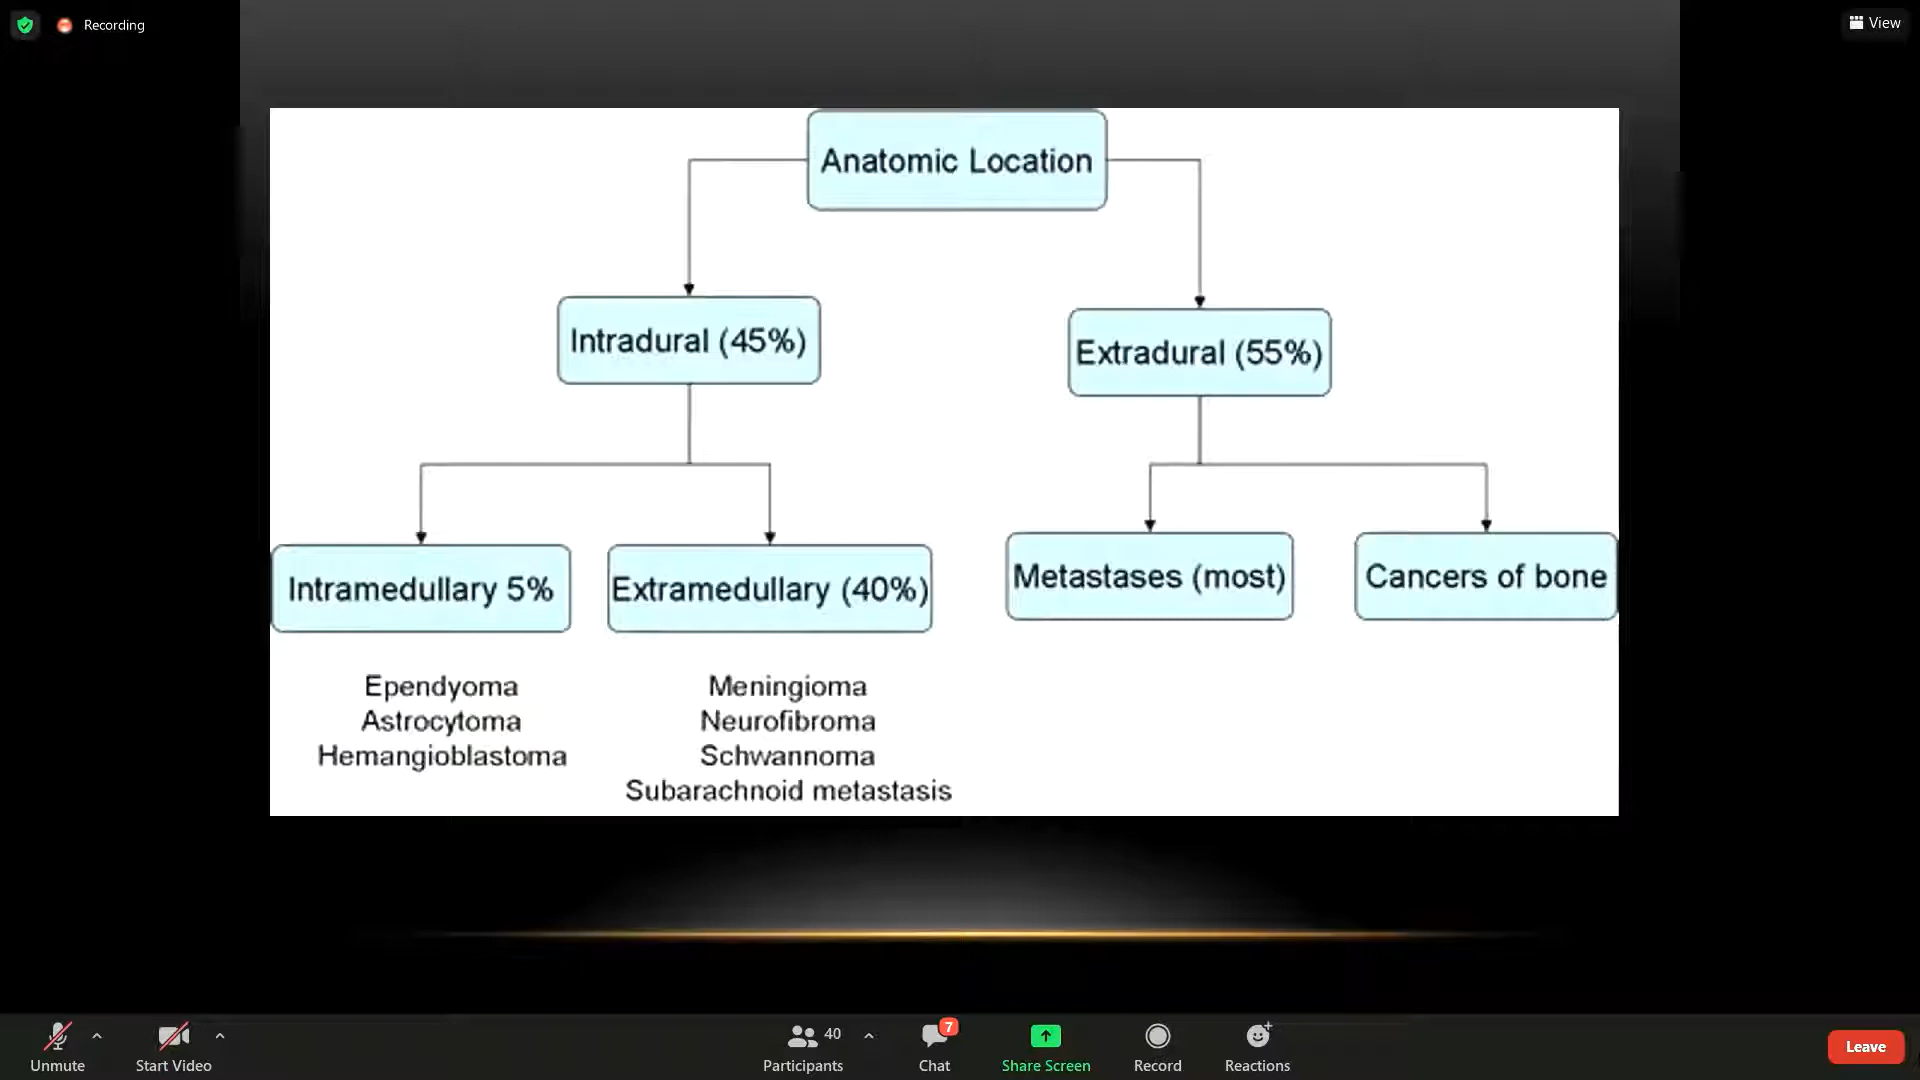 Recording
View
Anatomic Location
Intradural (45%)
Extradural (55%)
Intramedullary 5%
Extramedullary (40%)
Metastases (most)
Cancers of bone
Ependyoma
Astrocytoma
Hemangioblastoma
Meningioma
Neurofibroma
Schwannoma
Subarachnoid metastasis
Unmute
Start Video
40
Participants
7
Chat
Share Screen
Record
Reactions
Leave